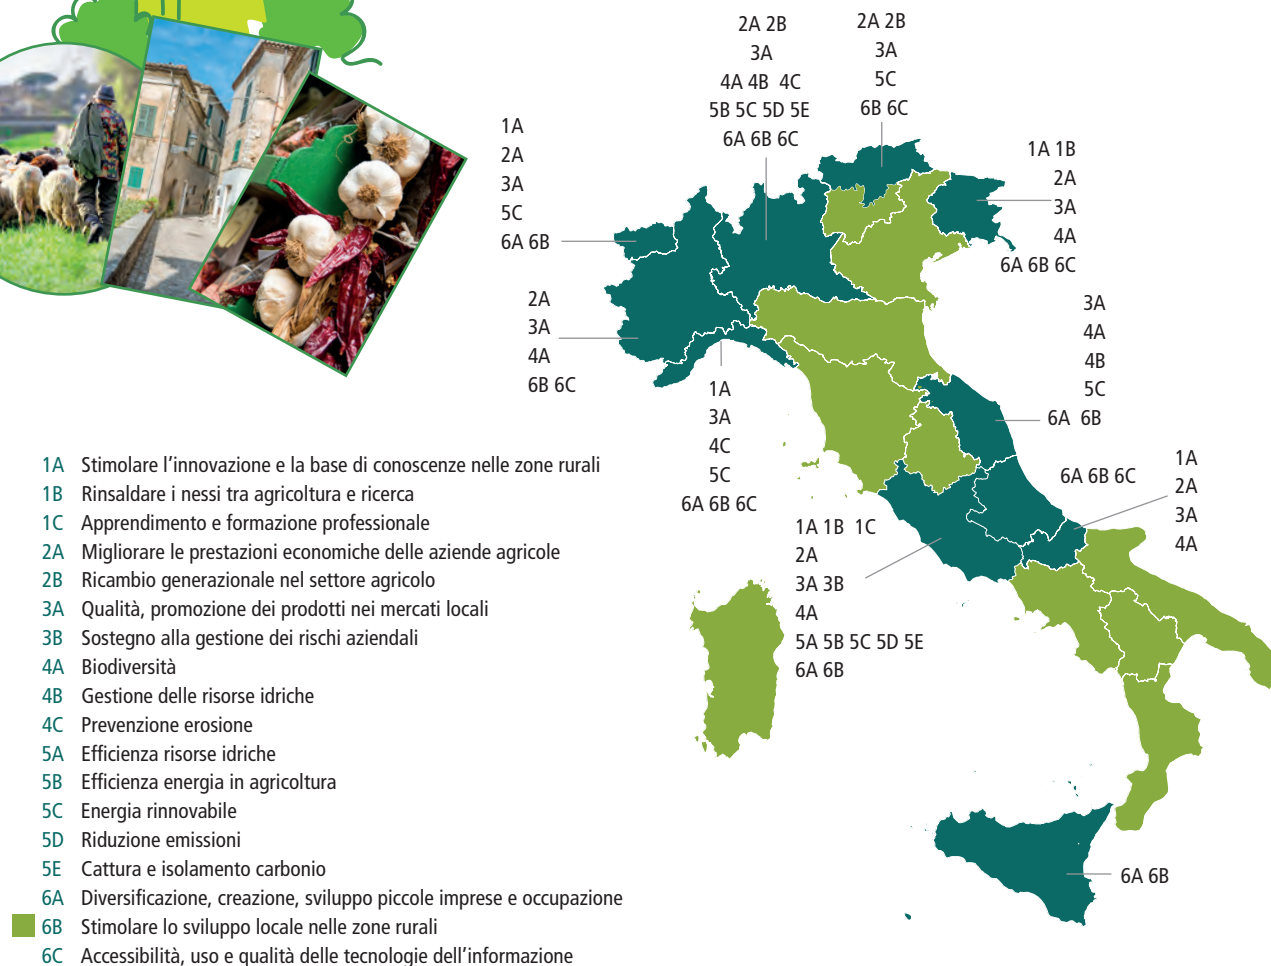 2A 2B
3A
4A 4B 4C
5B 5C 5D 5E
6A 6B 6C
2A 2B
3A
5C
6B 6C
1A
2A
3A
5C
6A 6B
1A 1B
2A
3A
4A
6A 6B 6C
2A
3A
4A
6B 6C
3A
4A
4B
5C
6A 6B
1A
3A
4C
5C
6A 6B 6C
6A 6B 6C
1A
2A
3A
4A
1A 1B 1C
2A
3A 3B
4A
5A 5B 5C 5D 5E
6A 6B
6A 6B
1A Stimolare l'innovazione e la base di conoscenze nelle zone rurali
1B Rinsaldare i nessi tra agricoltura e ricerca
1C Apprendimento e formazione professionale
2A Migliorare le prestazioni economiche delle aziende agricole
2B Ricambio generazionale nel settore agricolo
3A Qualità, promozione dei prodotti nei mercati locali
3B Sostegno alla gestione dei rischi aziendali
4A Biodiversità
4B Gestione delle risorse idriche
4C Prevenzione erosione
5A Efficienza risorse idriche
5B Efficienza energia in agricoltura
5C Energia rinnovabile
5D Riduzione emissioni
5E Cattura e isolamento carbonio
6A Diversificazione, creazione, sviluppo piccole imprese e occupazione
6B Stimolare lo sviluppo locale nelle zone rurali
6C Accessibilità, uso e qualità delle tecnologie dell'informazione